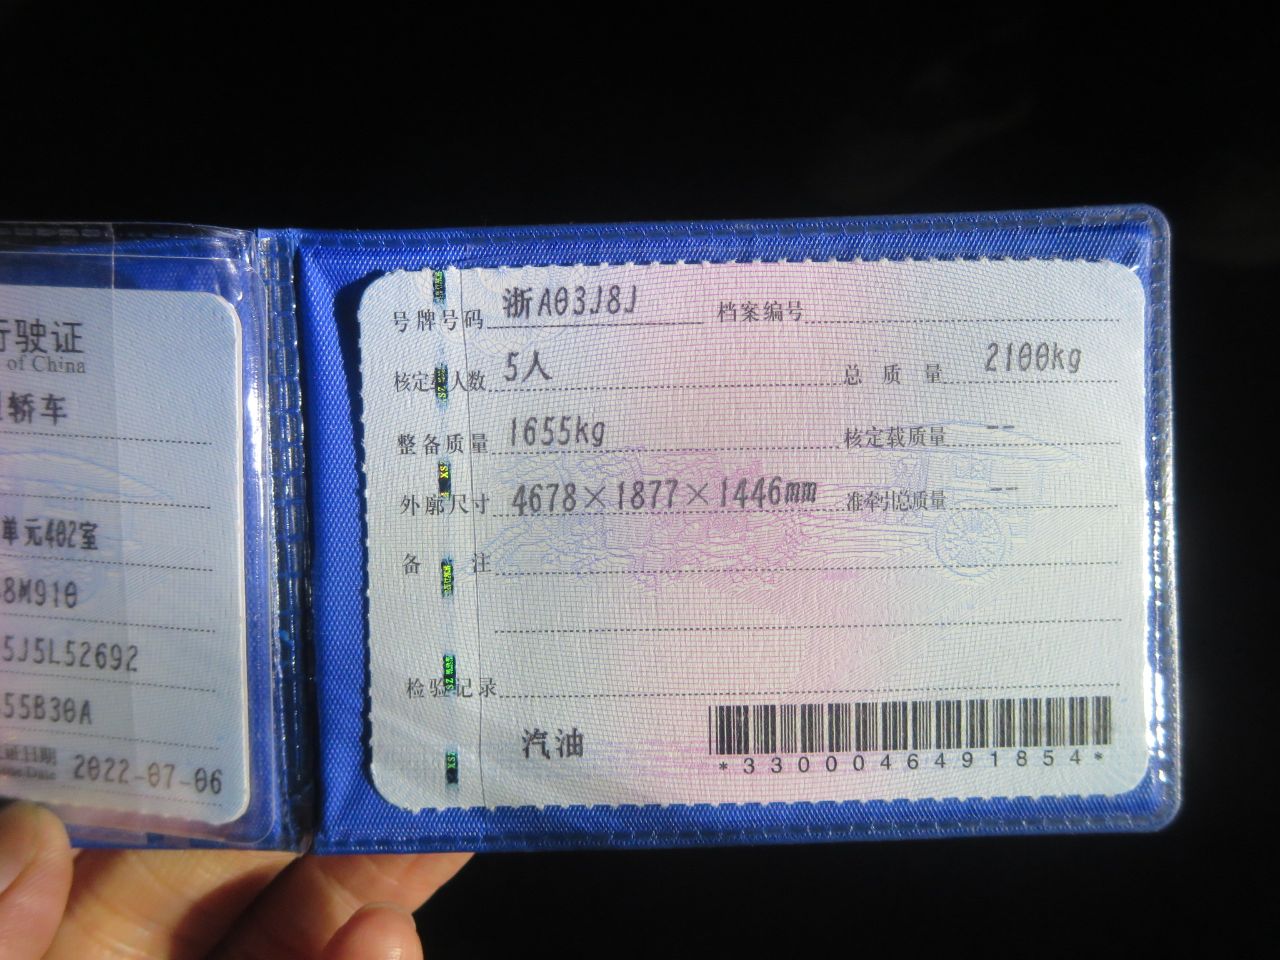 行驶证
of China
轿车
单元402室
8M910
5J5L52692
55B30A
证日期
2022-07-06
号牌号码 浙A03J8J 档案编号
核定载人数 5人 总质量 2100kg
整备质量 1655kg 核定载质量 --
外廓尺寸 4678×1877×1446mm 准牵引总质量 --
备注
检验记录
汽油
*3300046491854*